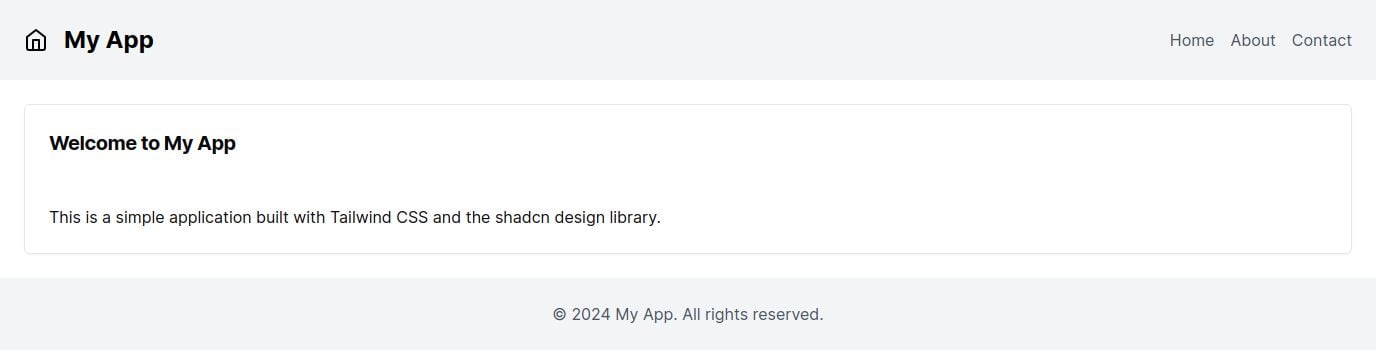 My App
Home About Contact
Welcome to My App
This is a simple application built with Tailwind CSS and the shadcn design library.
© 2024 My App. All rights reserved.